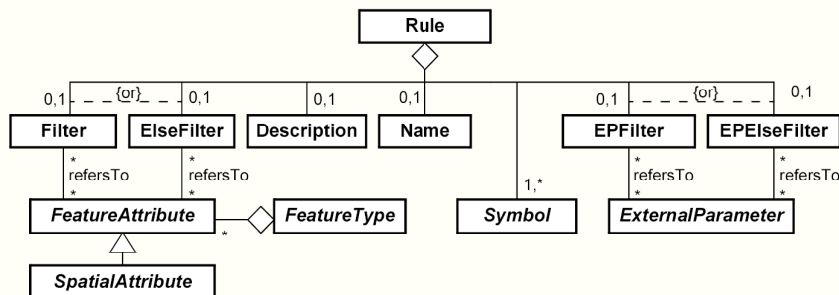 Rule
{or}
{or}
0,1
0,1
0,1
0,1
0,1
0,1
Filter
ElseFilter
Description
Name
EPFilter
EPElseFilter
*
*
*
*
refersTo
refersTo
refersTo
refersTo
*
*
1,*
*
*
FeatureAttribute
FeatureType
Symbol
ExternalParameter
*
SpatialAttribute